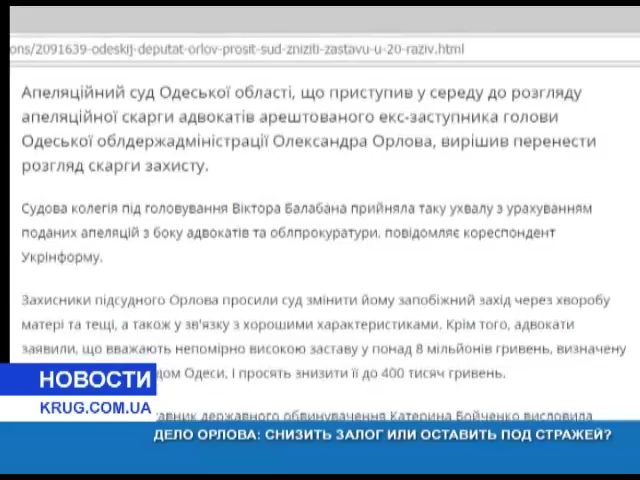 ons/2091639-odeskij-deputat-orlov-prosit-sud-zniziti-zastavu-u-20-raziv.html
Апеляційний суд Одеської області, що приступив у середу до розгляду
апеляційної скарги адвокатів арештованого екс-заступника голови
Одеської облдержадміністрації Олександра Орлова, вирішив перенести
розгляд скарги захисту.
Судова колегія під головування Віктора Балабана прийняла таку ухвалу з урахуванням
поданих апеляцій з боку адвокатів та облпрокуратури, повідомляє кореспондент
Укрінформу.
Захисники підсудного Орлова просили суд змінити йому запобіжний захід через хворобу
матері та тещі, а також у зв'язку з хорошими характеристиками. Крім того, адвокати
заявили, що вважають непомірно високою заставу у понад 8 мільйонів гривень, визначену
дом Одеси, і просять знизити її до 400 тисяч гривень.
НОВОСТИ
KRUG.COM.UA
тавник державного обвинувачення Катерина Бойченко висловила
ДЕЛО ОРЛОВА: СНИЗИТЬ ЗАЛОГ ИЛИ ОСТАВИТЬ ПОД СТРАЖЕЙ?